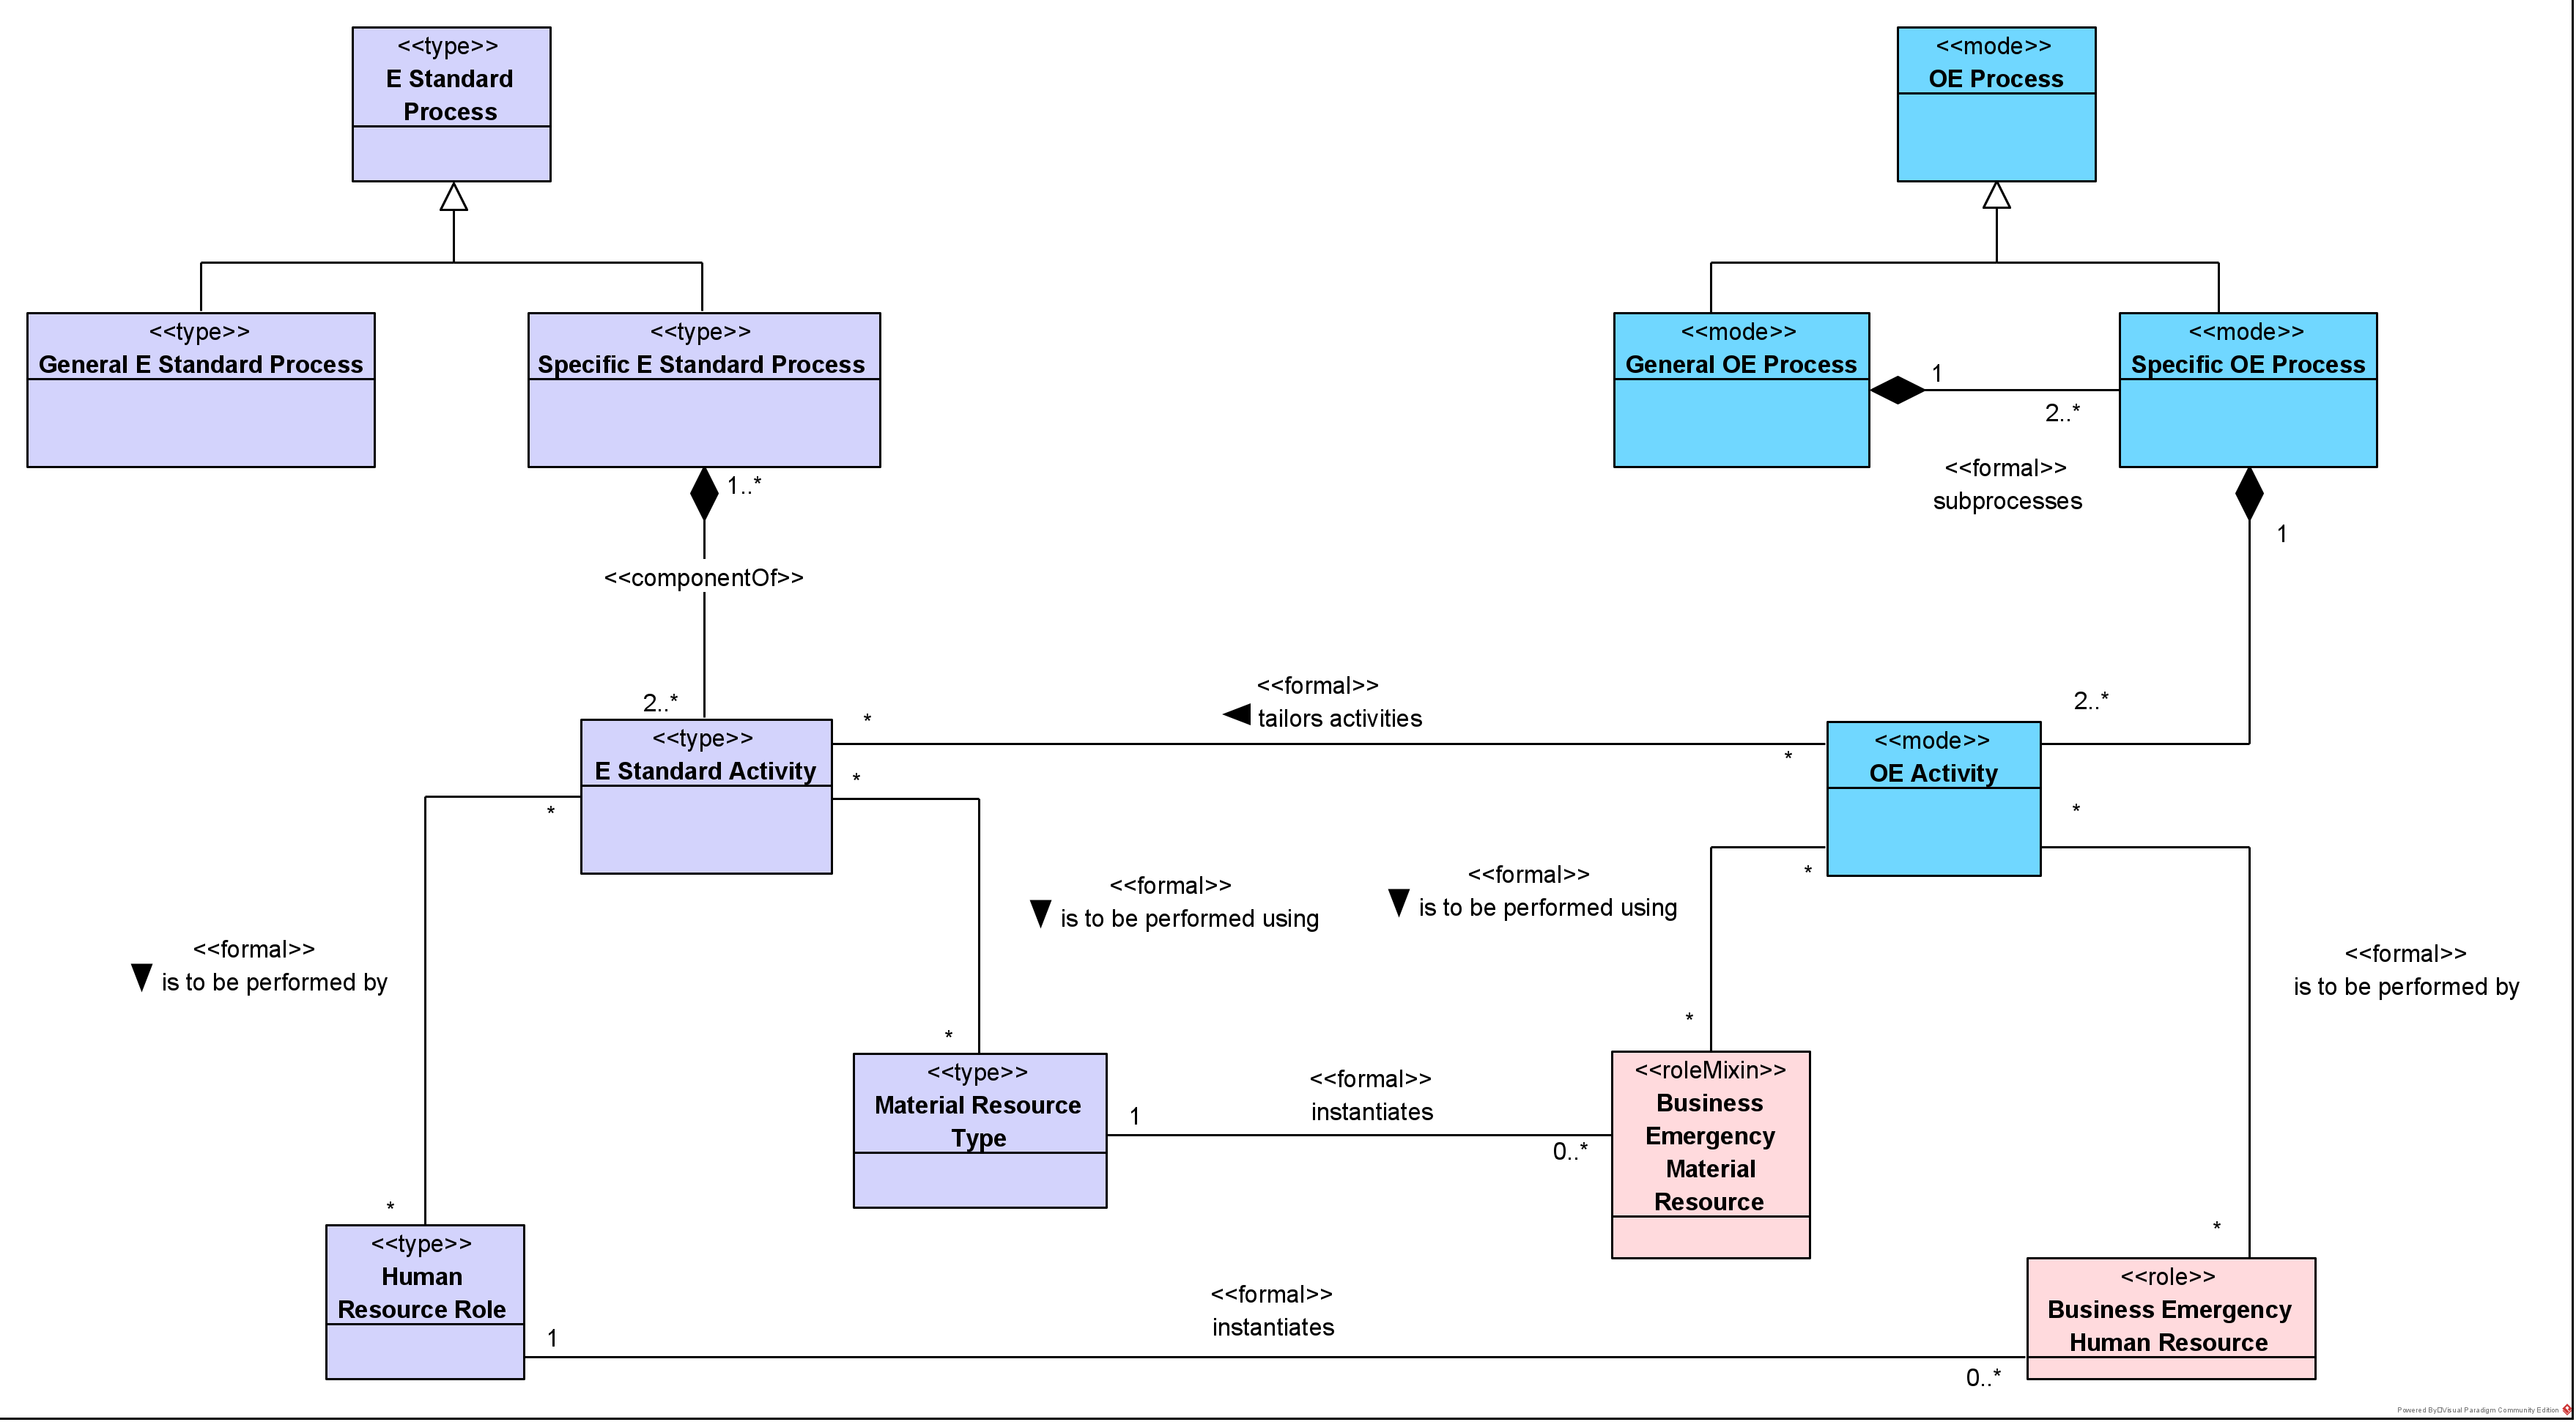 <<type>>
E Standard
Process
<<mode>>
OE Process
<<type>>
General E Standard Process
<<type>>
Specific E Standard Process
<<mode>>
General OE Process
<<mode>>
Specific OE Process
1
2..*
<<formal>>
subprocesses
1..*
1
<<componentOf>>
2..*
2..*
<<formal>>
tailors activities
*
*
<<type>>
E Standard Activity
<<mode>>
OE Activity
*
*
*
*
<<formal>>
is to be performed using
<<formal>>
is to be performed using
<<formal>>
is to be performed by
<<formal>>
is to be performed by
*
*
<<type>>
Material Resource
Type
<<formal>>
instantiates
1
0..*
<<roleMixin>>
Business
Emergency
Material
Resource
*
*
<<type>>
Human
Resource Role
<<formal>>
instantiates
1
0..*
<<role>>
Business Emergency
Human Resource
Powered By Visual Paradigm Community Edition